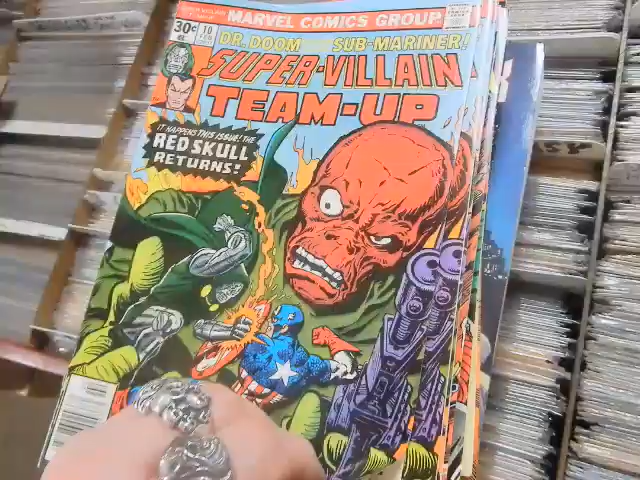 MARVEL COMICS GROUP
30¢ 10
DR. DOOM SUB-MARINER!
SUPER-VILLAIN
TEAM-UP
IT HAPPENS THIS ISSUE! THE
RED SKULL
RETURNS!